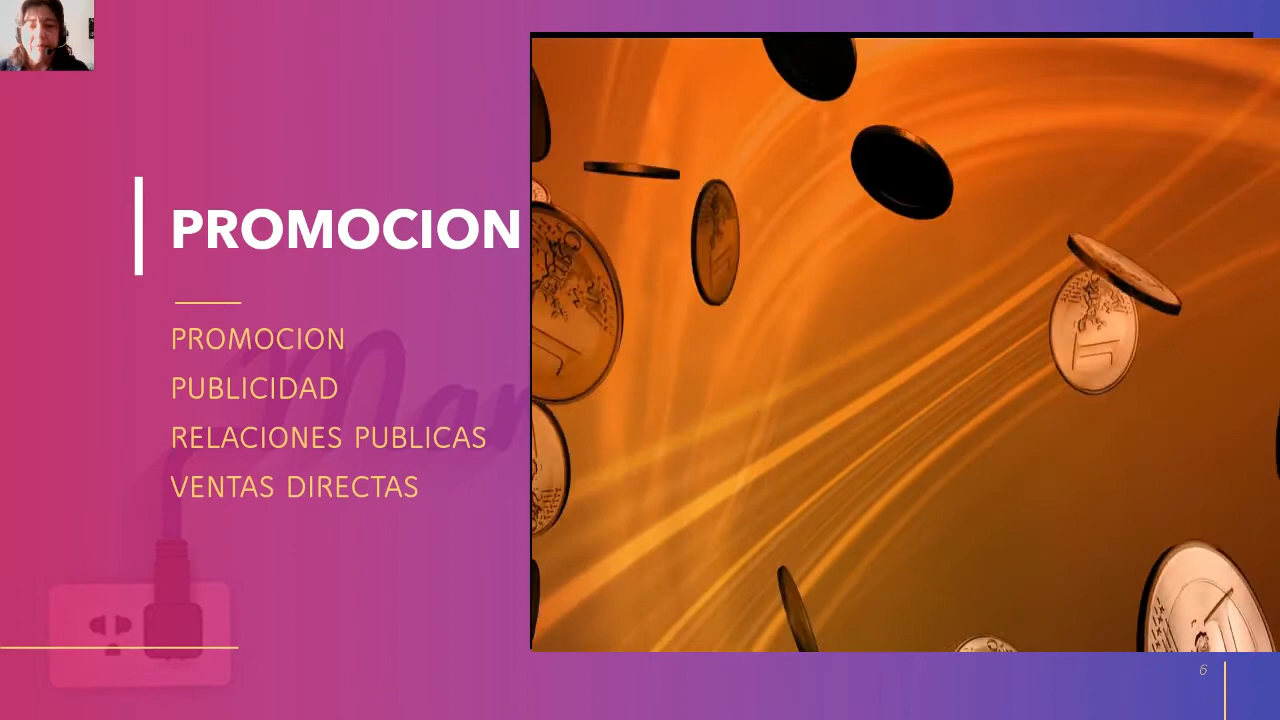 PROMOCION
PROMOCION
PUBLICIDAD
RELACIONES PUBLICAS
VENTAS DIRECTAS
6